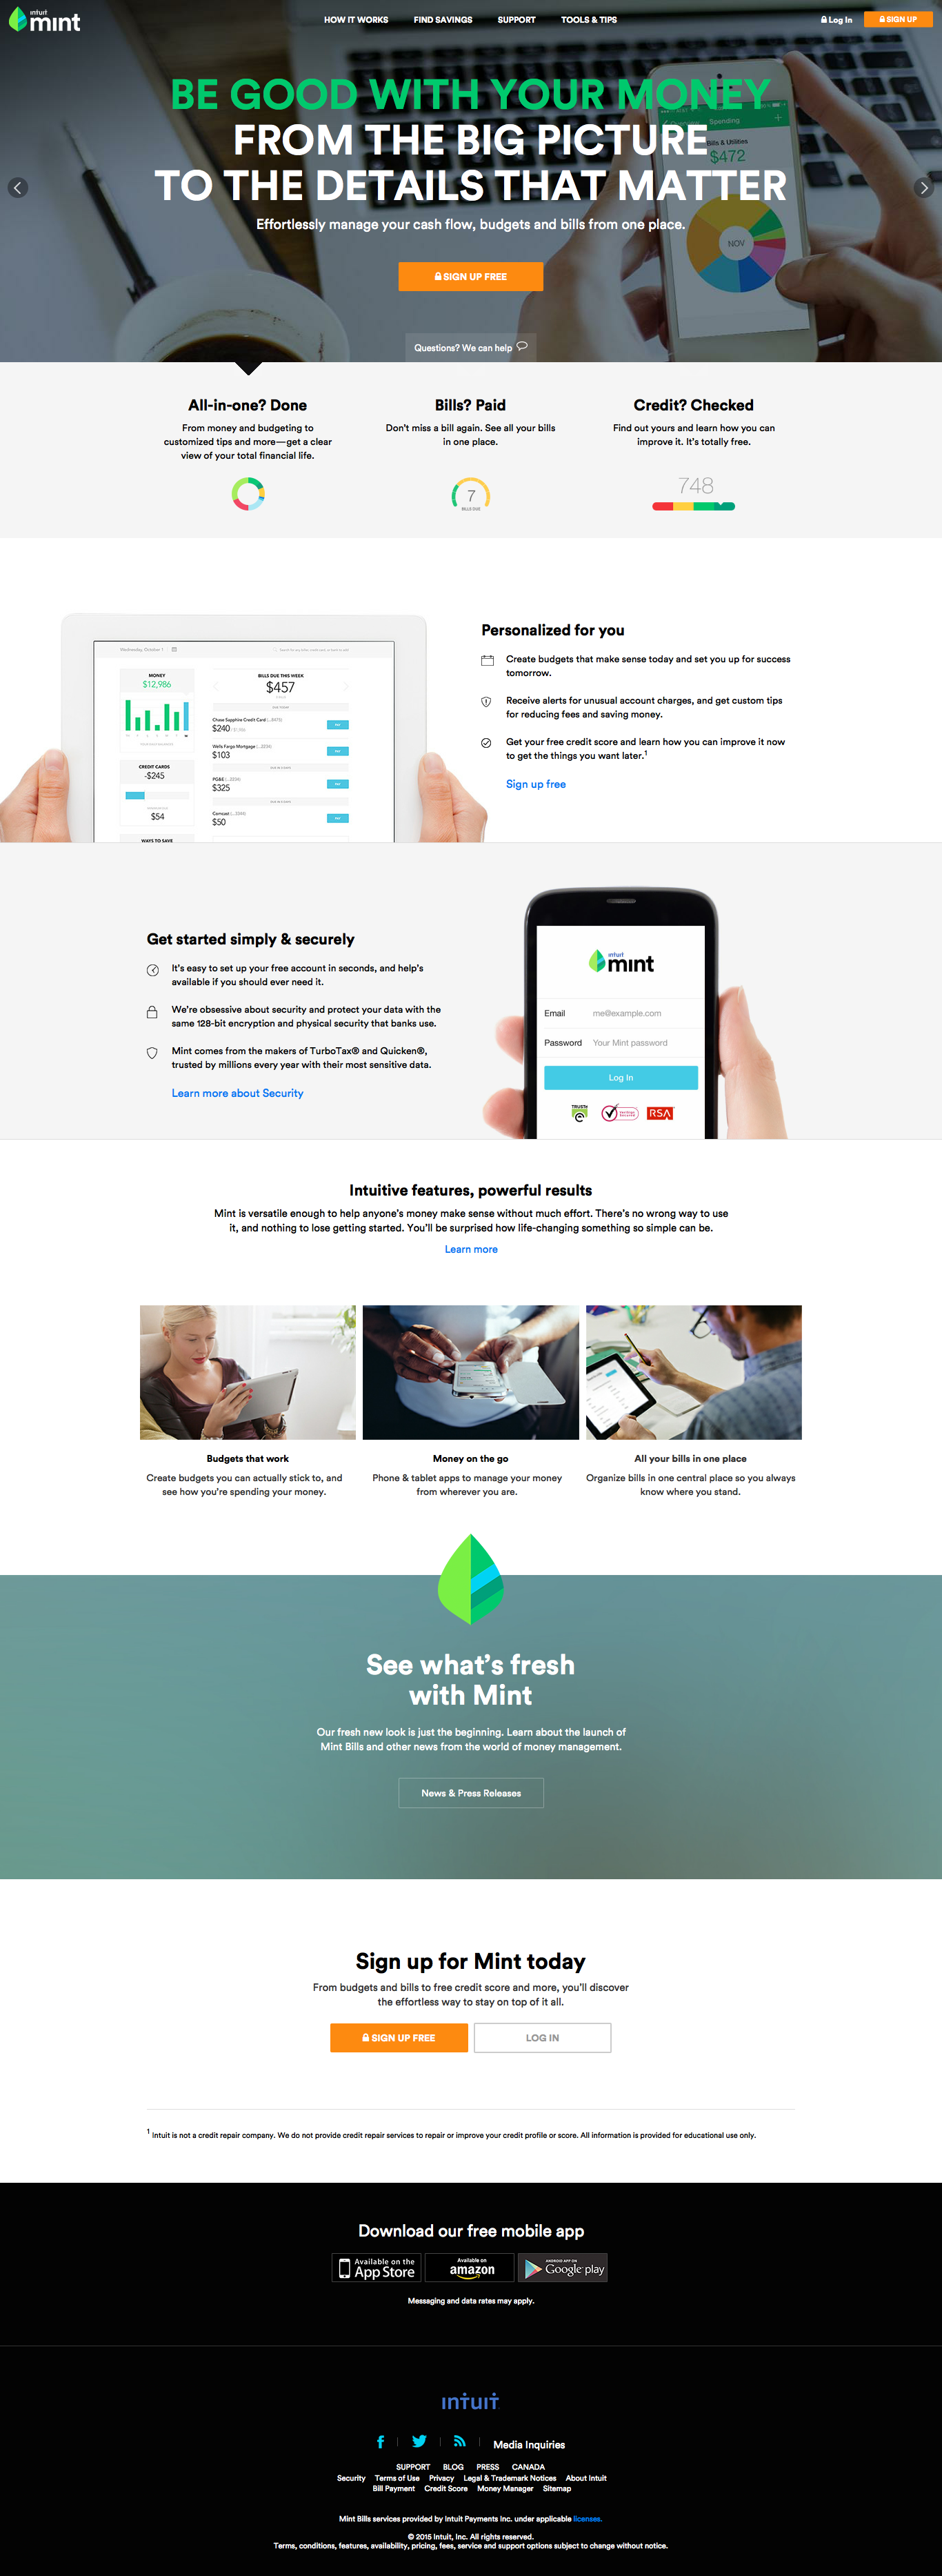 intuit
mint
HOW IT WORKS
FIND SAVINGS
SUPPORT
TOOLS & TIPS
Log In
SIGN UP
BE GOOD WITH YOUR MONEY
FROM THE BIG PICTURE
TO THE DETAILS THAT MATTER
Effortlessly manage your cash flow, budgets and bills from one place.
Spending
Bills & Utilities
$472
NOV
SIGN UP FREE
Questions? We can help
All-in-one? Done
From money and budgeting to
customized tips and more—get a clear
view of your total financial life.
Bills? Paid
Don't miss a bill again. See all your bills
in one place.
7
BILLS DUE
Credit? Checked
Find out yours and learn how you can
improve it. It's totally free.
748
Wednesday, October 1
MONEY
$12,986
CREDIT CARDS
-$245
$54
WAYS TO SAVE
BILLS DUE THIS WEEK
$457
Chase Sapphire Credit Card
$240
Wells Fargo Mortgage
$103
PG&E
$325
Comcast
$50
Personalized for you
Create budgets that make sense today and set you up for success
tomorrow.
Receive alerts for unusual account charges, and get custom tips
for reducing fees and saving money.
Get your free credit score and learn how you can improve it now
to get the things you want later.1
Sign up free
Get started simply & securely
It's easy to set up your free account in seconds, and help's
available if you should ever need it.
We're obsessive about security and protect your data with the
same 128-bit encryption and physical security that banks use.
Mint comes from the makers of TurboTax® and Quicken®,
trusted by millions every year with their most sensitive data.
Learn more about Security
intuit
mint
Email me@example.com
Password Your Mint password
Log In
TRUSTe
RSA
Intuitive features, powerful results
Mint is versatile enough to help anyone's money make sense without much effort. There's no wrong way to use
it, and nothing to lose getting started. You'll be surprised how life-changing something so simple can be.
Learn more
Budgets that work
Create budgets you can actually stick to, and
see how you're spending your money.
Money on the go
Phone & tablet apps to manage your money
from wherever you are.
All your bills in one place
Organize bills in one central place so you always
know where you stand.
See what's fresh
with Mint
Our fresh new look is just the beginning. Learn about the launch of
Mint Bills and other news from the world of money management.
News & Press Releases
Sign up for Mint today
From budgets and bills to free credit score and more, you'll discover
the effortless way to stay on top of it all.
SIGN UP FREE
LOG IN
1 Intuit is not a credit repair company. We do not provide credit repair services to repair or improve your credit profile or score. All information is provided for educational use only.
Download our free mobile app
Available on the
App Store
Available on
amazon
ANDROID APP ON
Google play
Messaging and data rates may apply.
intuit
Media Inquiries
SUPPORT BLOG PRESS CANADA
Security Terms of Use Privacy Legal & Trademark Notices About Intuit
Bill Payment Credit Score Money Manager Sitemap
Mint Bills services provided by Intuit Payments Inc. under applicable licenses.
© 2015 Intuit, Inc. All rights reserved.
Terms, conditions, features, availability, pricing, fees, service and support options subject to change without notice.